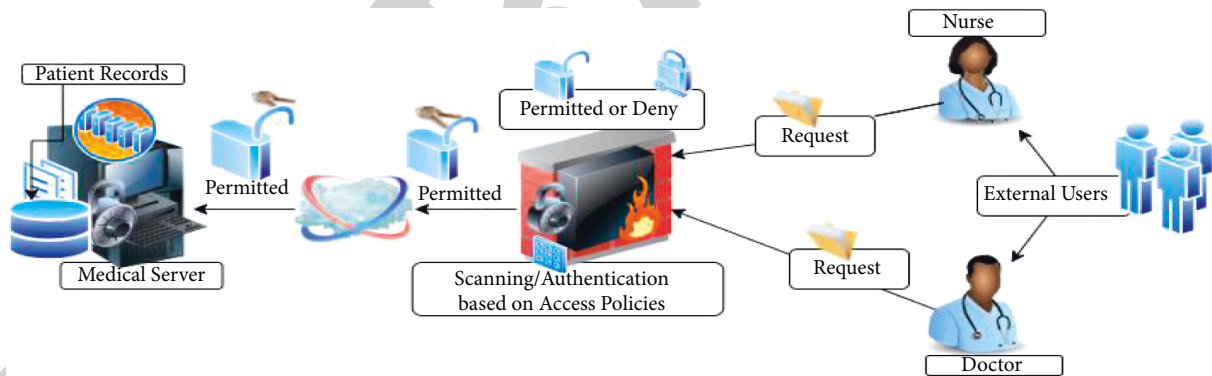 Nurse
Patient Records
Permitted or Deny
Request
Permitted
Permitted
External Users
Medical Server
Scanning/Authentication
based on Access Policies
Request
Doctor